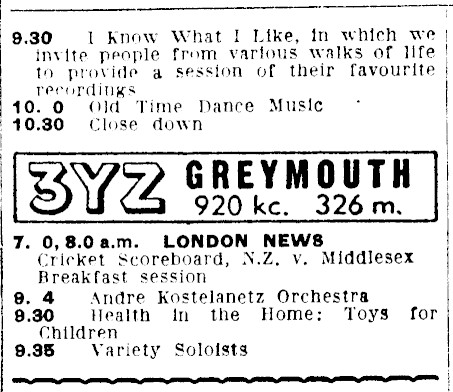 9.30 I Know What I Like, in which we
invite people from various walks of life
to provide a session of their favourite
recordings
10. 0 Old Time Dance Music
10.30 Close down
3YZ GREYMOUTH
920 kc. 326 m.
7. 0, 8.0 a.m. LONDON NEWS
Cricket Scoreboard, N.Z. v. Middlesex
Breakfast session
9. 4 Andre Kostelanetz Orchestra
9.30 Health in the Home: Toys for
Children
9.35 Variety Soloists